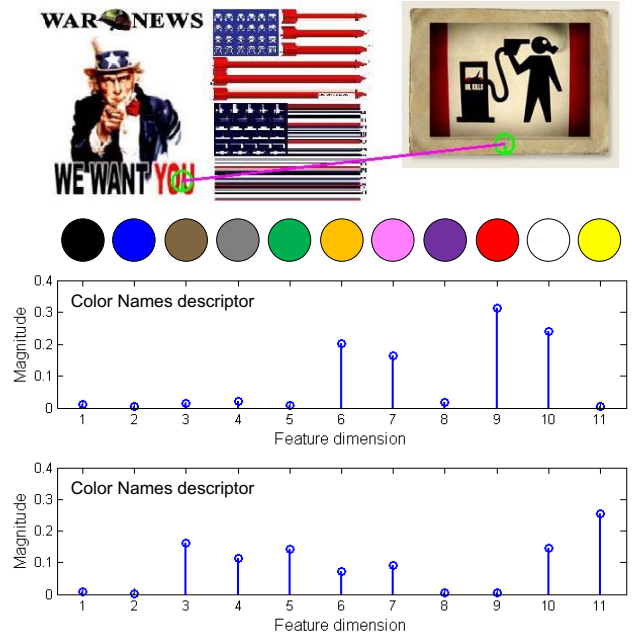 WAR NEWS
WE WANT YOU
OIL KILLS
Color Names descriptor
Magnitude
0.4
0.3
0.2
0.1
0
1 2 3 4 5 6 7 8 9 10 11
Feature dimension
Color Names descriptor
Magnitude
0.4
0.3
0.2
0.1
0
1 2 3 4 5 6 7 8 9 10 11
Feature dimension